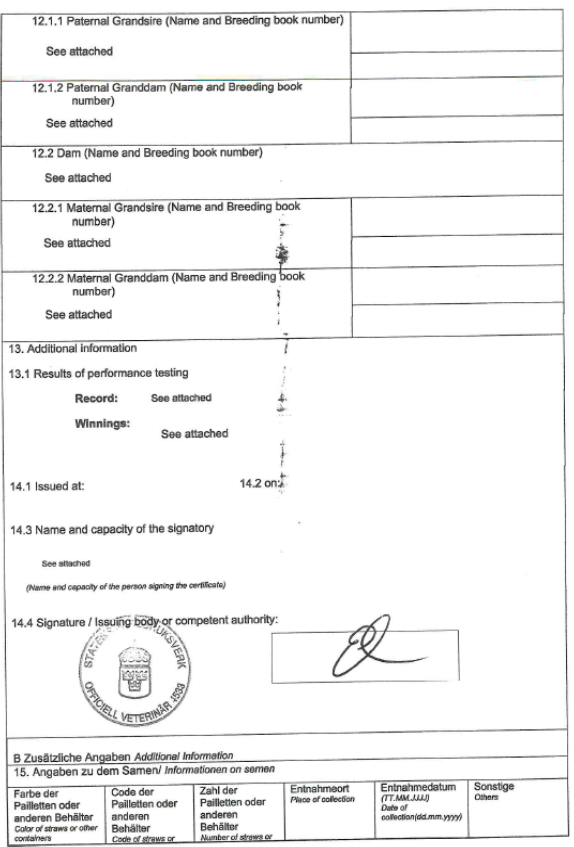 12.1.1 Paternal Grandsire (Name and Breeding book number)
See attached
12.1.2 Paternal Granddam (Name and Breeding book
number)
See attached
12.2 Dam (Name and Breeding book number)
See attached
12.2.1 Maternal Grandsire (Name and Breeding book
number)
See attached
12.2.2 Maternal Granddam (Name and Breeding book
number)
See attached
13. Additional information
13.1 Results of performance testing
Record: See attached
Winnings:
See attached
14.1 Issued at: 14.2 on:
14.3 Name and capacity of the signatory
See attached
(Name and capacity of the person signing the certificate)
14.4 Signature / Issuing body or competent authority:
OFFICIELL VETERINÄR 1533
B Zusätzliche Angaben Additional Information
15. Angaben zu dem Samen/ Informationen on semen
Farbe der
Pailletten oder
anderen Behälter
Color of straws or other
containers
Code der
Pailletten oder
anderen
Behälter
Code of straws or
Zahl der
Pailletten oder
anderen
Behälter
Number of straws or
Entnahmeort
Place of collection
Entnahmedatum
(TT.MM.JJJJ)
Date of
collection(dd.mm.yyyy)
Sonstige
Others